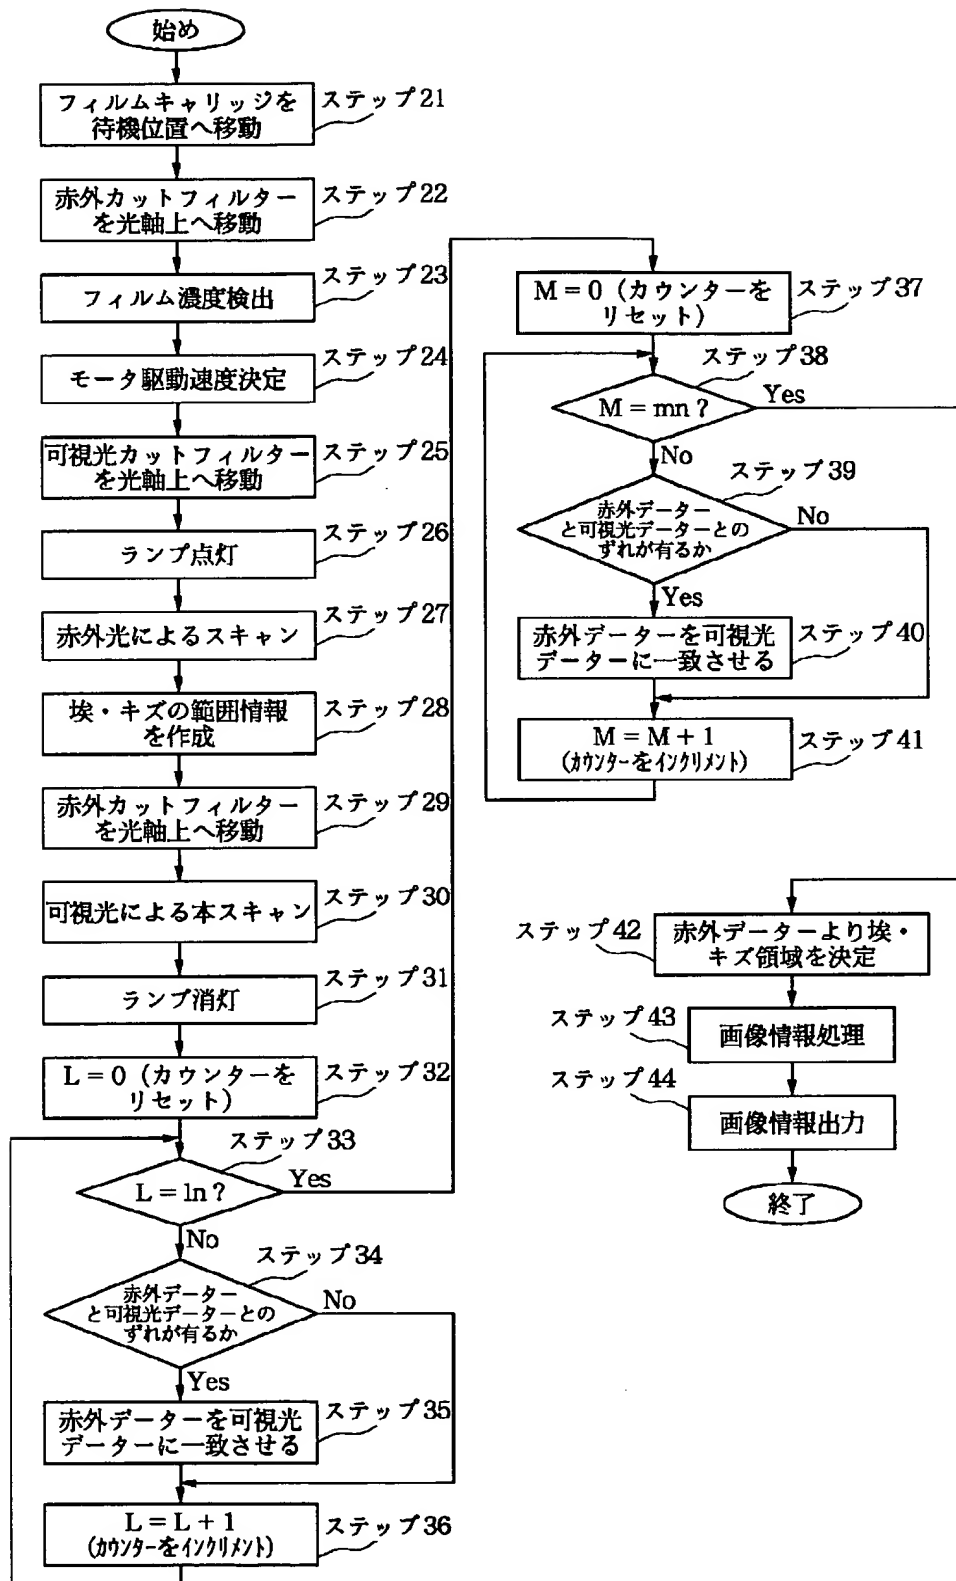 始め
フィルムキャリッジを
待機位置へ移動
ステップ21
赤外カットフィルター
を光軸上へ移動
ステップ22
フィルム濃度検出
ステップ23
モータ駆動速度決定
ステップ24
可視光カットフィルター
を光軸上へ移動
ステップ25
ランプ点灯
ステップ26
赤外光によるスキャン
ステップ27
埃・キズの範囲情報
を作成
ステップ28
赤外カットフィルター
を光軸上へ移動
ステップ29
可視光による本スキャン
ステップ30
ランプ消灯
ステップ31
L=0(カウンターを
リセット)
ステップ32
ステップ33
L=ln?
Yes
No
ステップ34
赤外データー
と可視光データーとの
ずれが有るか
No
Yes
赤外データーを可視光
データーに一致させる
ステップ35
L=L+1
(カウンターをインクリメント)
ステップ36
M=0(カウンターを
リセット)
ステップ37
ステップ38
M=mn?
Yes
No
ステップ39
赤外データー
と可視光データーとの
ずれが有るか
No
Yes
赤外データーを可視光
データーに一致させる
ステップ40
M=M+1
(カウンターをインクリメント)
ステップ41
ステップ42
赤外データーより埃・
キズ領域を決定
ステップ43
画像情報処理
ステップ44
画像情報出力
終了